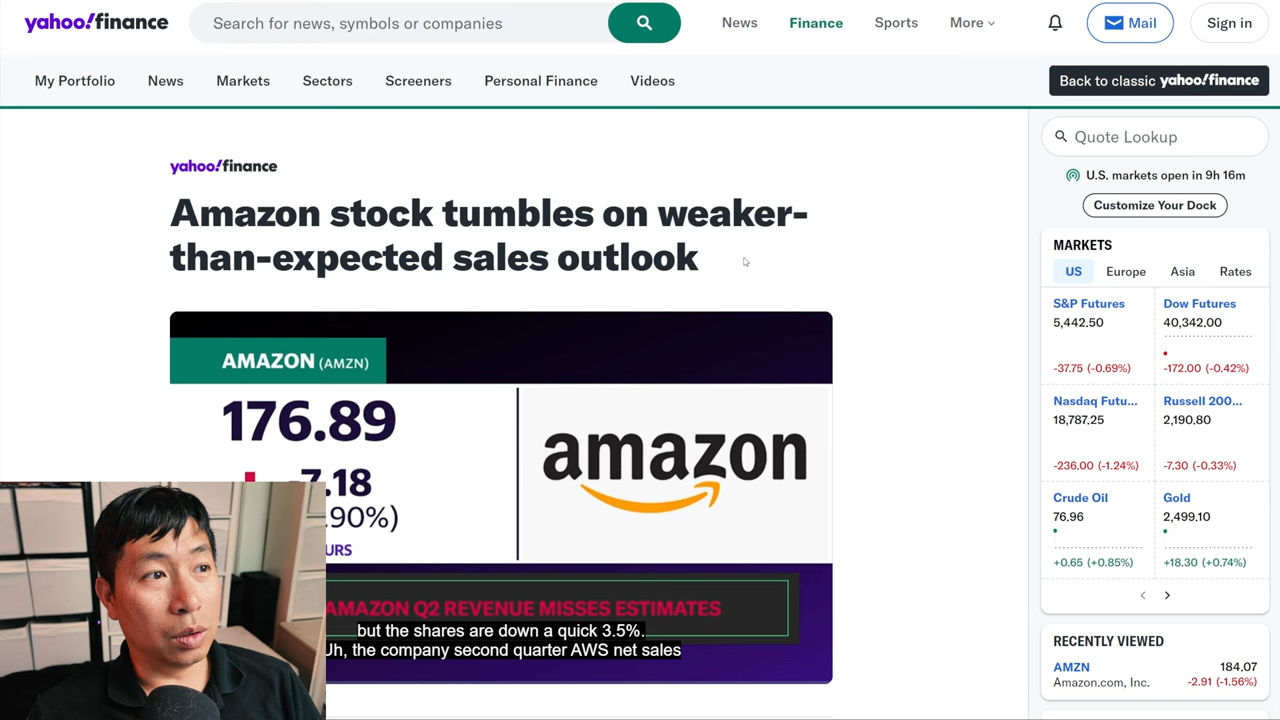 yahoo!finance
Search for news, symbols or companies
News
Finance
Sports
More
Mail
Sign in
My Portfolio
News
Markets
Sectors
Screeners
Personal Finance
Videos
Back to classic yahoo!finance
yahoo!finance
Amazon stock tumbles on weaker-
than-expected sales outlook
AMAZON (AMZN)
176.89
-7.18
.90%)
URS
amazon
AMAZON Q2 REVENUE MISSES ESTIMATES
but the shares are down a quick 3.5%.
Uh, the company second quarter AWS net sales
Quote Lookup
U.S. markets open in 9h 16m
Customize Your Dock
MARKETS
US
Europe
Asia
Rates
S&P Futures
5,442.50
-37.75 (-0.69%)
Dow Futures
40,342.00
-172.00 (-0.42%)
Nasdaq Futu...
18,787.25
-236.00 (-1.24%)
Russell 200...
2,190.80
-7.30 (-0.33%)
Crude Oil
76.96
+0.65 (+0.85%)
Gold
2,499.10
+18.30 (+0.74%)
RECENTLY VIEWED
AMZN
184.07
Amazon.com, Inc.
-2.91 (-1.56%)